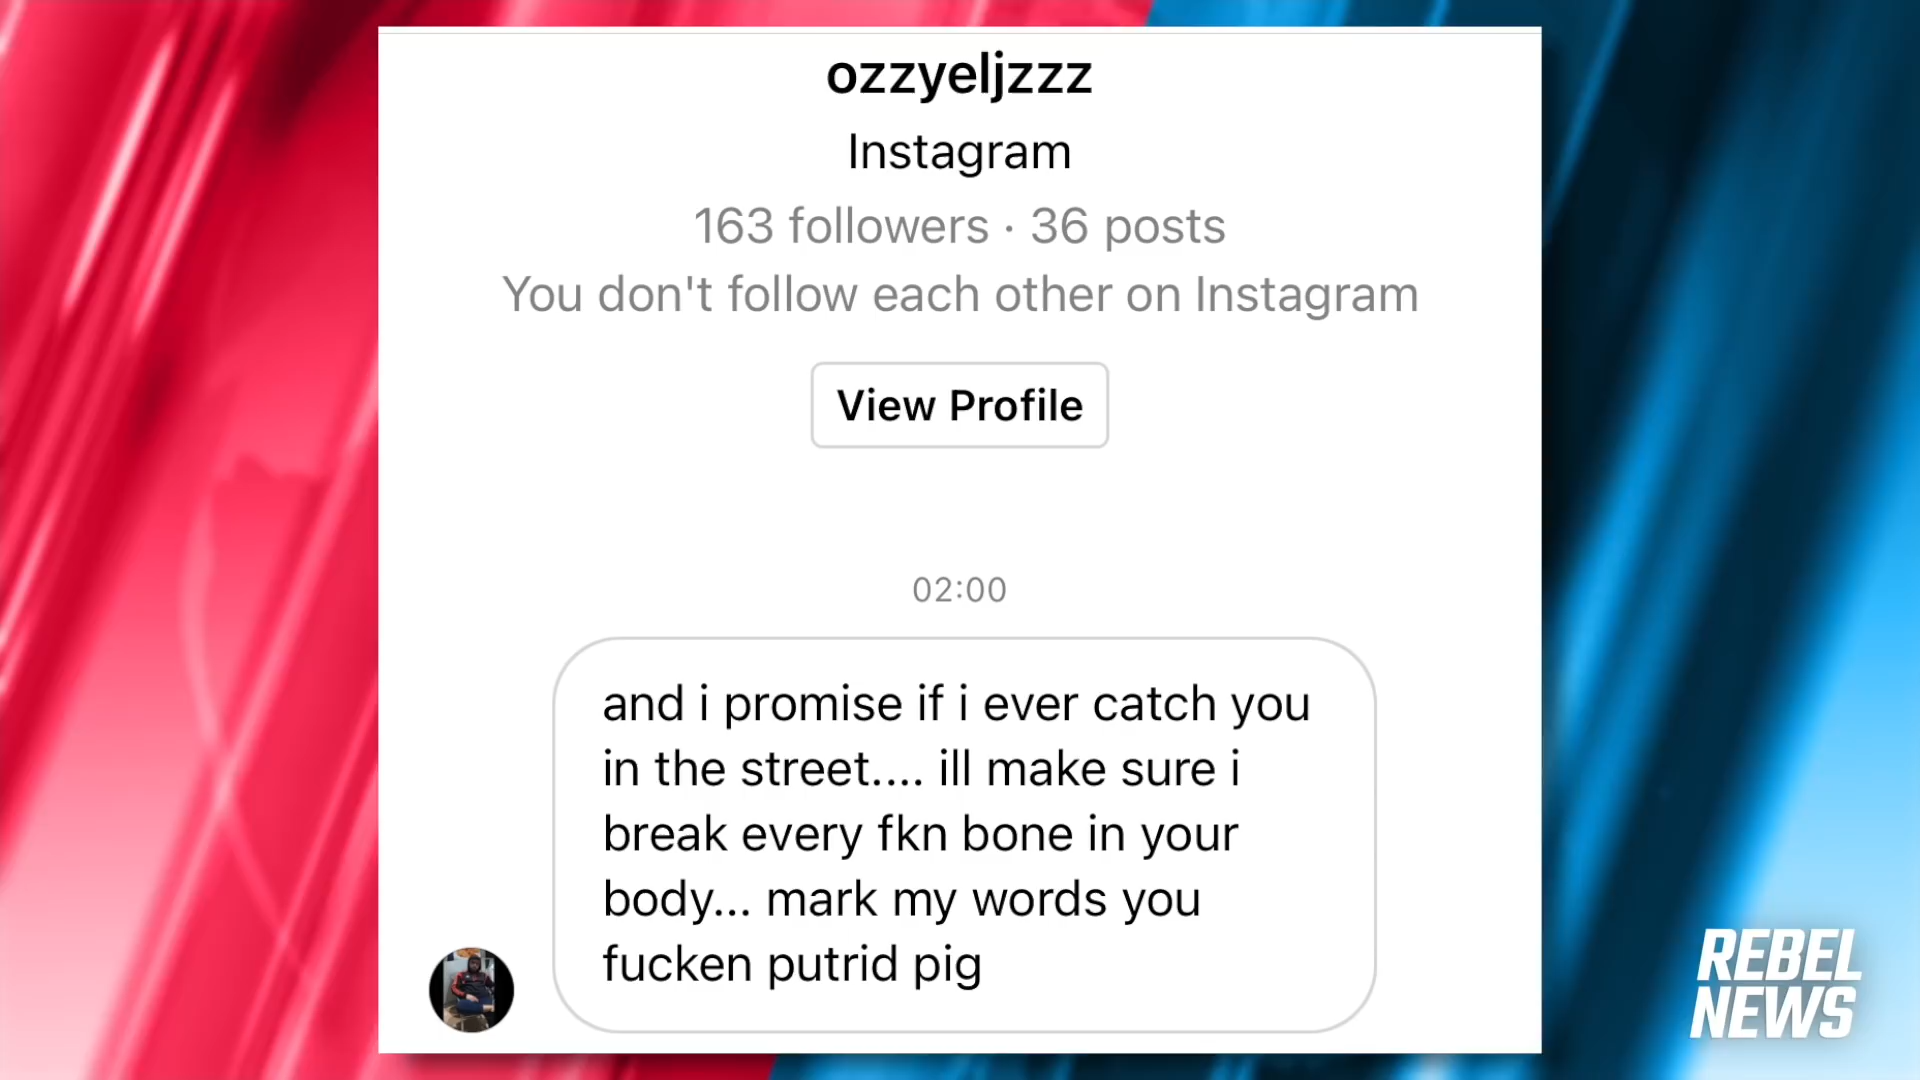 ozzyeljzzz
Instagram
163 followers · 36 posts
You don't follow each other on Instagram
View Profile
02:00
and i promise if i ever catch you
in the street.... ill make sure i
break every fkn bone in your
body... mark my words you
fucken putrid pig
REBEL
NEWS